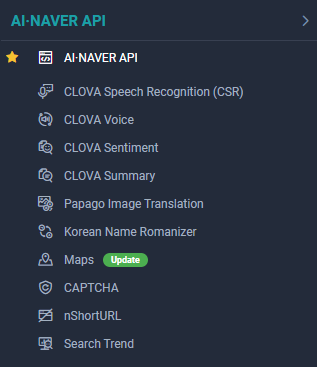 AI·NAVER API
AI·NAVER API
CLOVA Speech Recognition (CSR)
CLOVA Voice
CLOVA Sentiment
CLOVA Summary
Papago Image Translation
Korean Name Romanizer
Maps Update
CAPTCHA
nShortURL
Search Trend